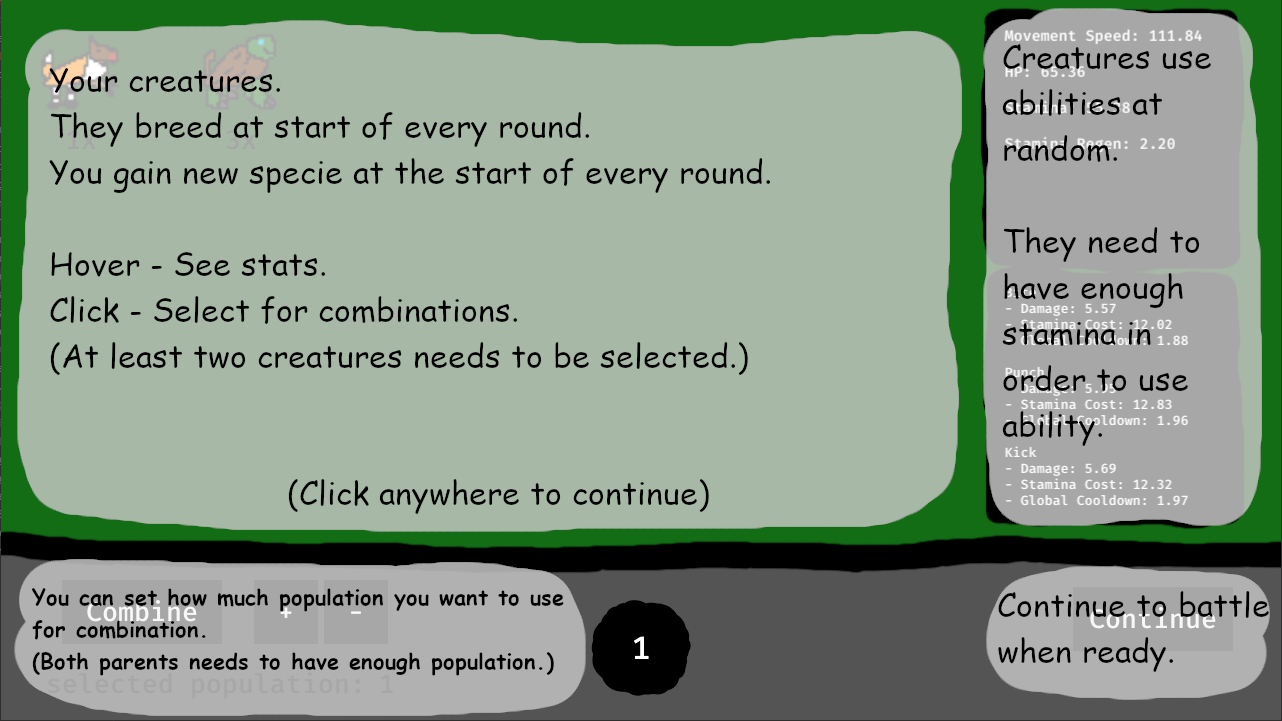 Your creatures.
They breed at start of every round.
You gain new specie at the start of every round.
Hover - See stats.
Click - Select for combinations.
(At least two creatures needs to be selected.)
(Click anywhere to continue)
1X
3X
Creatures use
abilities at
random.
They need to
have enough
stamina in
order to use
ability.
Movement Speed: 111.84
HP: 65.36
Stamina Regen: 2.20
- Damage: 5.57
- Stamina Cost: 12.02
- Global Cooldown: 1.88
Punch
- Damage:
- Stamina Cost: 12.83
- Global Cooldown: 1.96
Kick
- Damage: 5.69
- Stamina Cost: 12.32
- Global Cooldown: 1.97
You can set how much population you want to use
for combination.
(Both parents needs to have enough population.)
Combine
+
-
selected population: 1
1
Continue to battle
when ready.
Continue